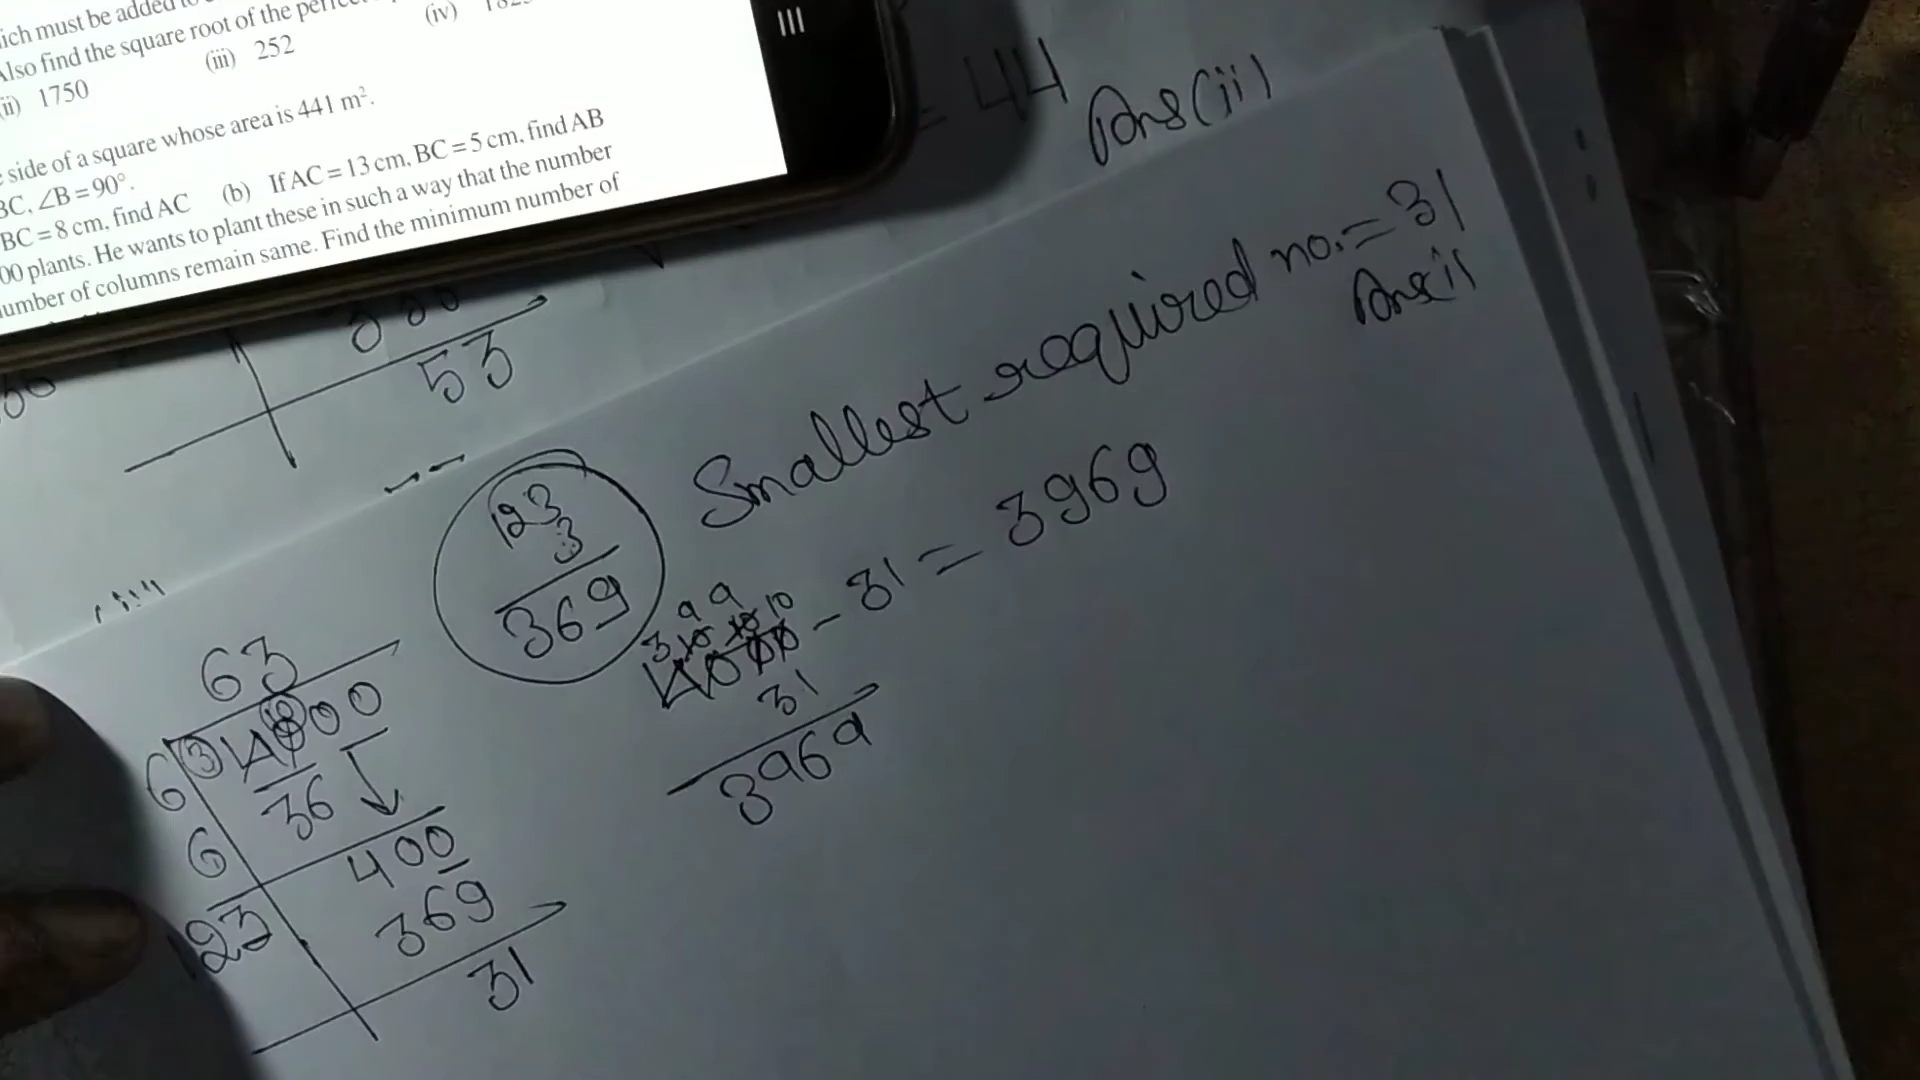 ich must be added to
Also find the square root of the perfec
(ii) 1750 (iii) 252 (iv)
side of a square whose area is 441 m².
BC, ∠B = 90°.
BC = 8 cm, find AC (b) If AC = 13 cm, BC = 5 cm, find AB
00 plants. He wants to plant these in such a way that the number
umber of columns remain same. Find the minimum number of
= 44
Ans (ii)
53
Smallest required no. = 31
Ans ii
123
3
369
4000 - 31 = 3969
31
3969
63
6 4000
36
6 400
123 369
31